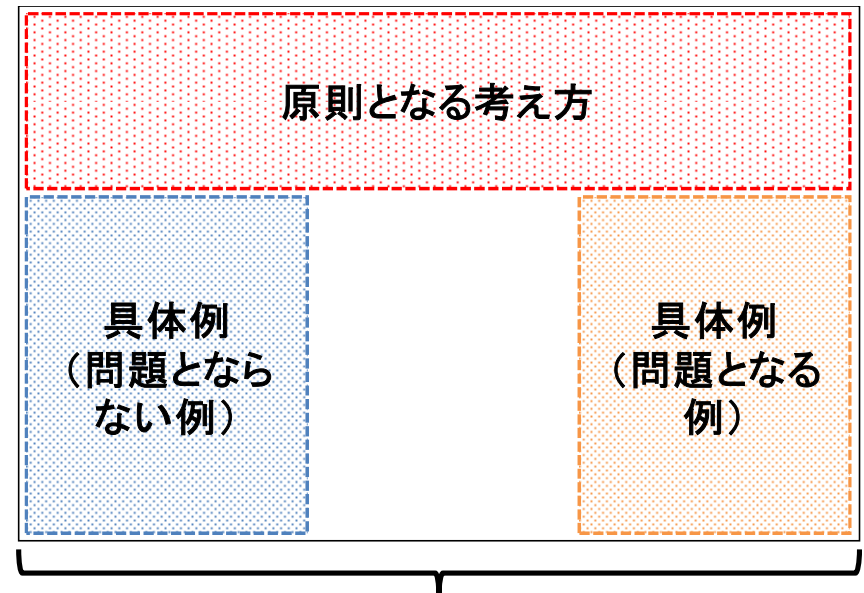 原則となる考え方
具体例
（問題となら
ない例）
具体例
（問題となる
例）